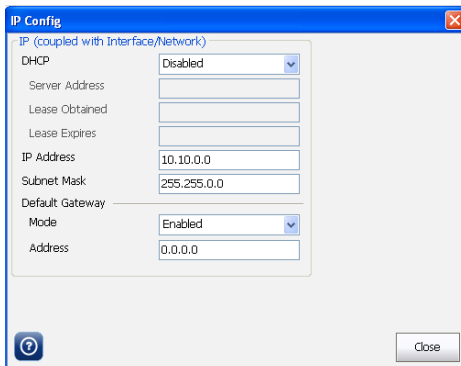 IP Config
IP (coupled with Interface/Network)
DHCP Disabled
Server Address
Lease Obtained
Lease Expires
IP Address 10.10.0.0
Subnet Mask 255.255.0.0
Default Gateway
Mode Enabled
Address 0.0.0.0
? Close